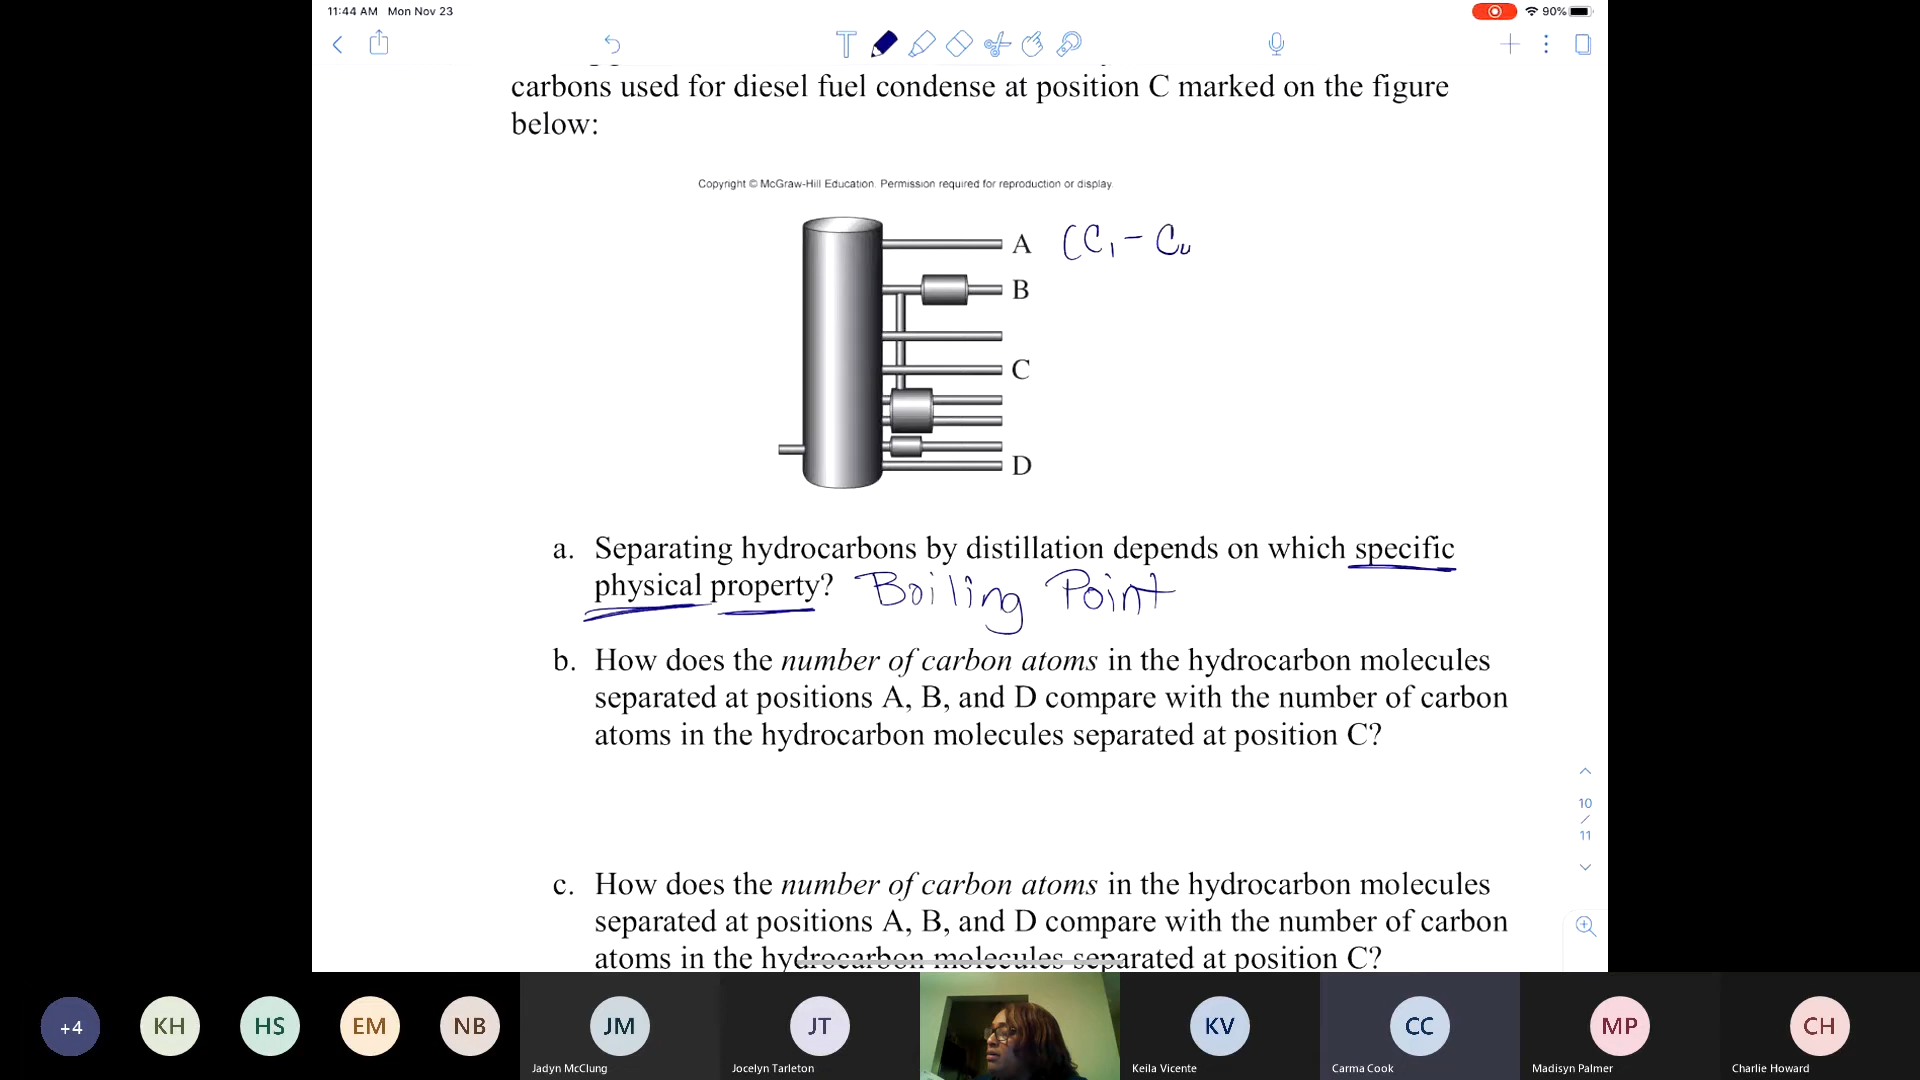 11:44 AM Mon Nov 23
90%
carbons used for diesel fuel condense at position C marked on the figure
below:
Copyright © McGraw-Hill Education. Permission required for reproduction or display.
A (C₁ - C
B
C
D
a. Separating hydrocarbons by distillation depends on which specific
physical property? Boiling Point
b. How does the number of carbon atoms in the hydrocarbon molecules
separated at positions A, B, and D compare with the number of carbon
atoms in the hydrocarbon molecules separated at position C?
10
/
11
c. How does the number of carbon atoms in the hydrocarbon molecules
separated at positions A, B, and D compare with the number of carbon
atoms in the hydrocarbon molecules separated at position C?
+4 KH HS EM NB JM JT KV CC MP CH
Jadyn McClung Jocelyn Tarleton Keila Vicente Carma Cook Madisyn Palmer Charlie Howard